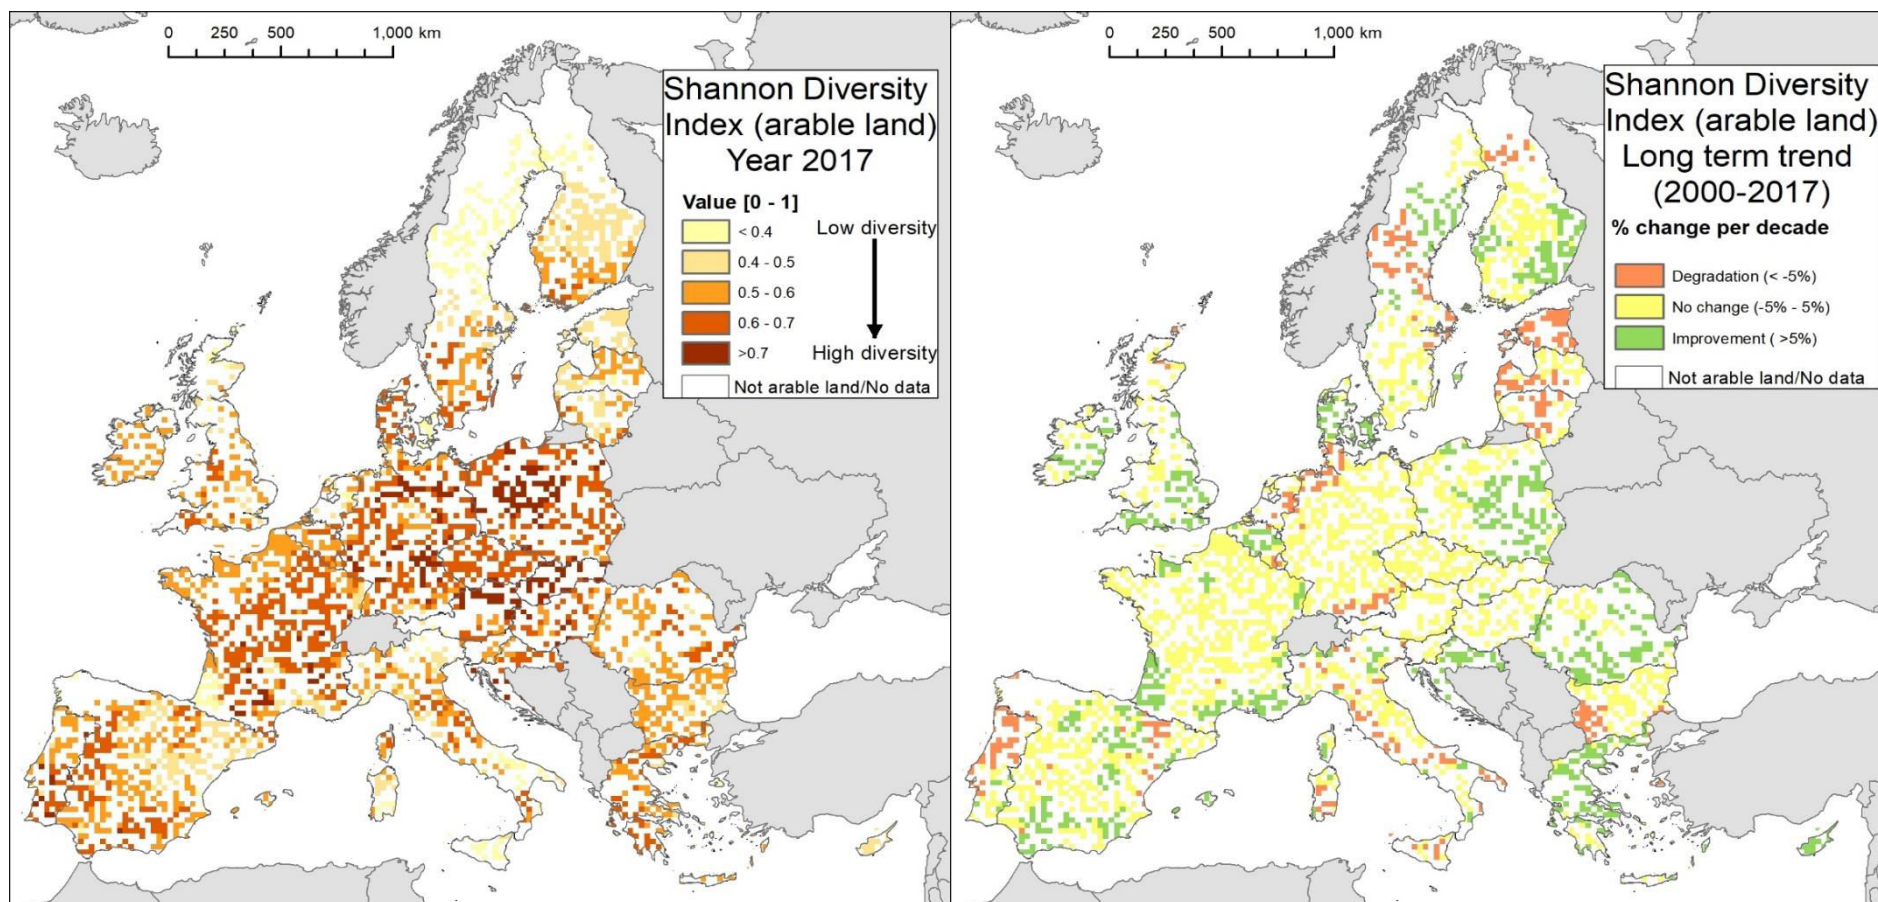 0 250 500 1,000 km
Shannon Diversity
Index (arable land)
Year 2017
Value [0 - 1]
< 0.4
Low diversity
0.4 - 0.5
0.5 - 0.6
0.6 - 0.7
>0.7
High diversity
Not arable land/No data
0 250 500 1,000 km
Shannon Diversity
Index (arable land)
Long term trend
(2000-2017)
% change per decade
Degradation (< -5%)
No change (-5% - 5%)
Improvement ( >5%)
Not arable land/No data